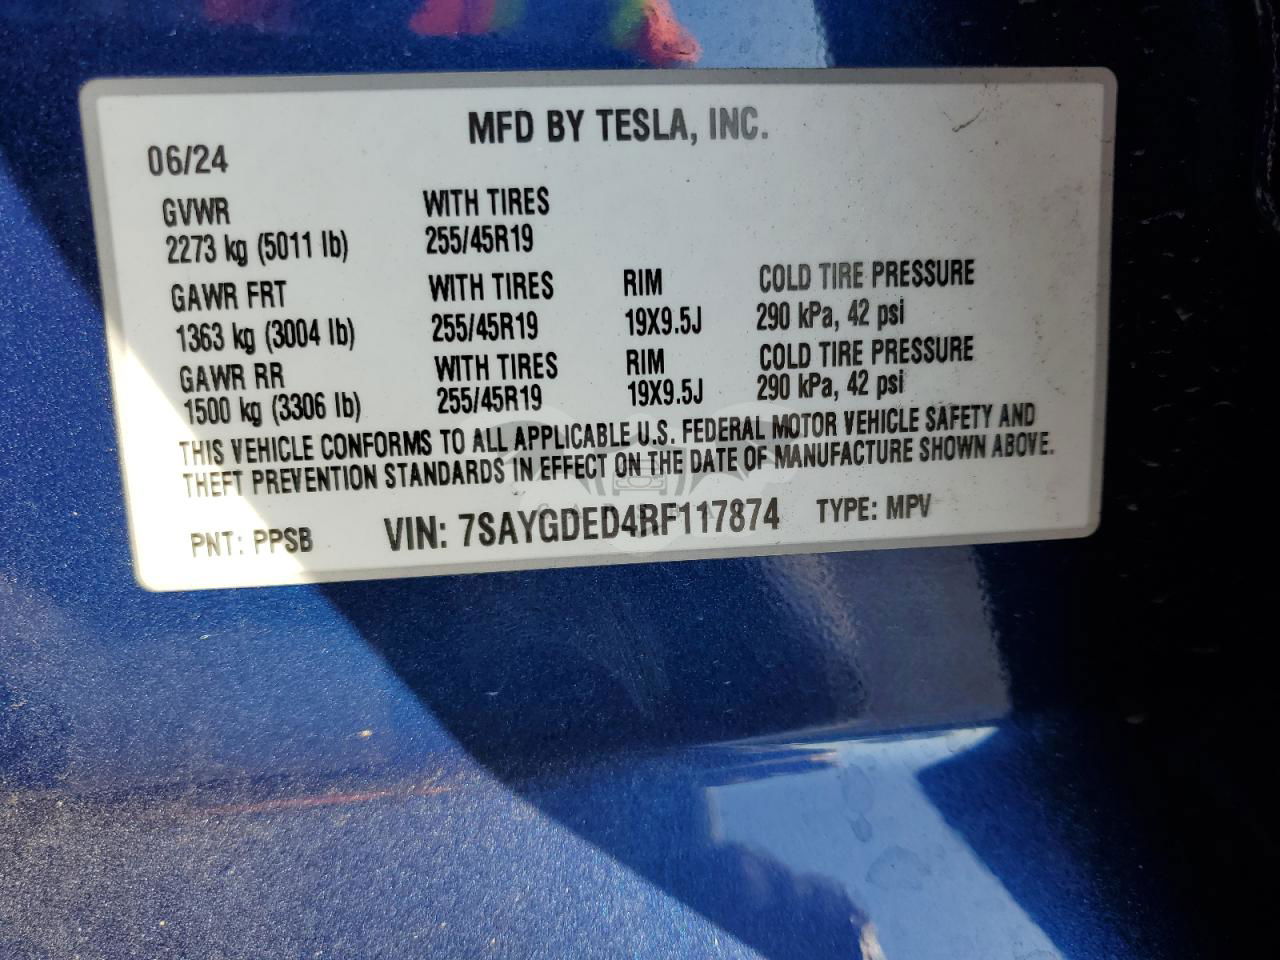 MFD BY TESLA, INC.
06/24
GVWR WITH TIRES
2273 kg (5011 lb) 255/45R19
GAWR FRT WITH TIRES RIM COLD TIRE PRESSURE
1363 kg (3004 lb) 255/45R19 19X9.5J 290 kPa, 42 psi
GAWR RR WITH TIRES RIM COLD TIRE PRESSURE
1500 kg (3306 lb) 255/45R19 19X9.5J 290 kPa, 42 psi
THIS VEHICLE CONFORMS TO ALL APPLICABLE U.S. FEDERAL MOTOR VEHICLE SAFETY AND
THEFT PREVENTION STANDARDS IN EFFECT ON THE DATE OF MANUFACTURE SHOWN ABOVE.
PNT: PPSB VIN: 7SAYGDED4RF117874 TYPE: MPV